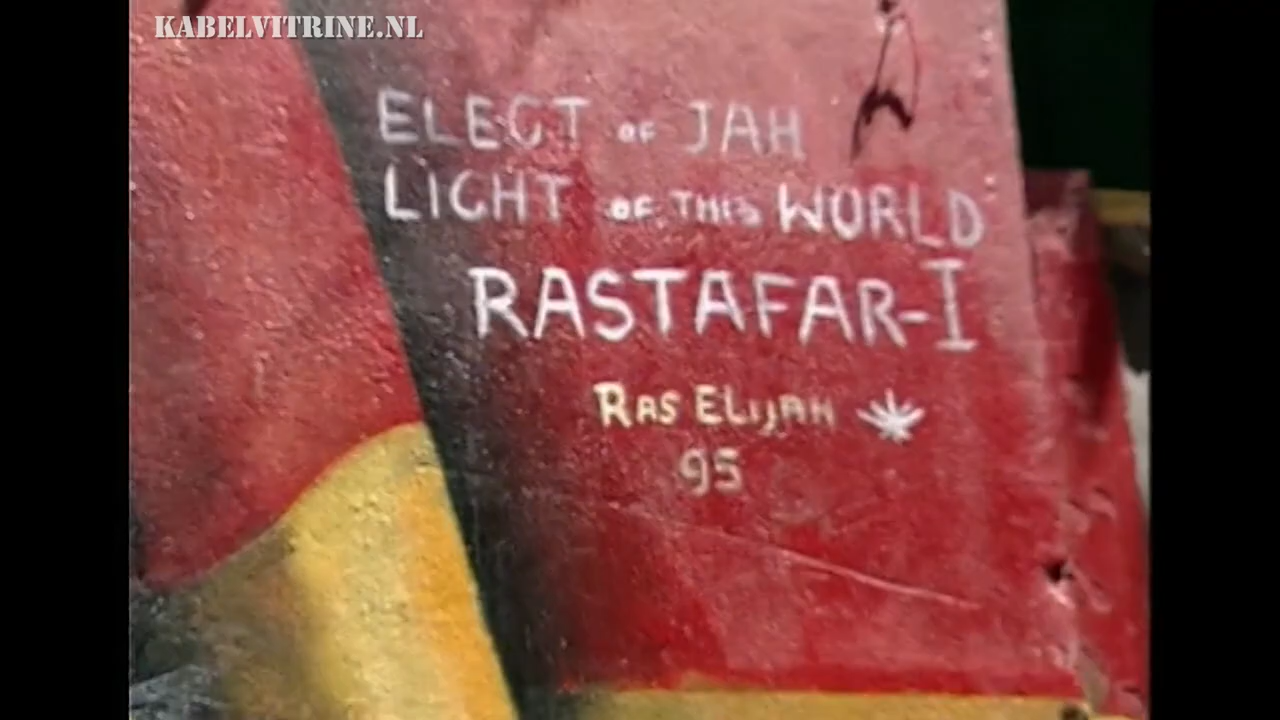 KABELVITRINE.NL
ELECT OF JAH
LIGHT OF THIS WORLD
RASTAFAR-I
RAS ELIJAH
95